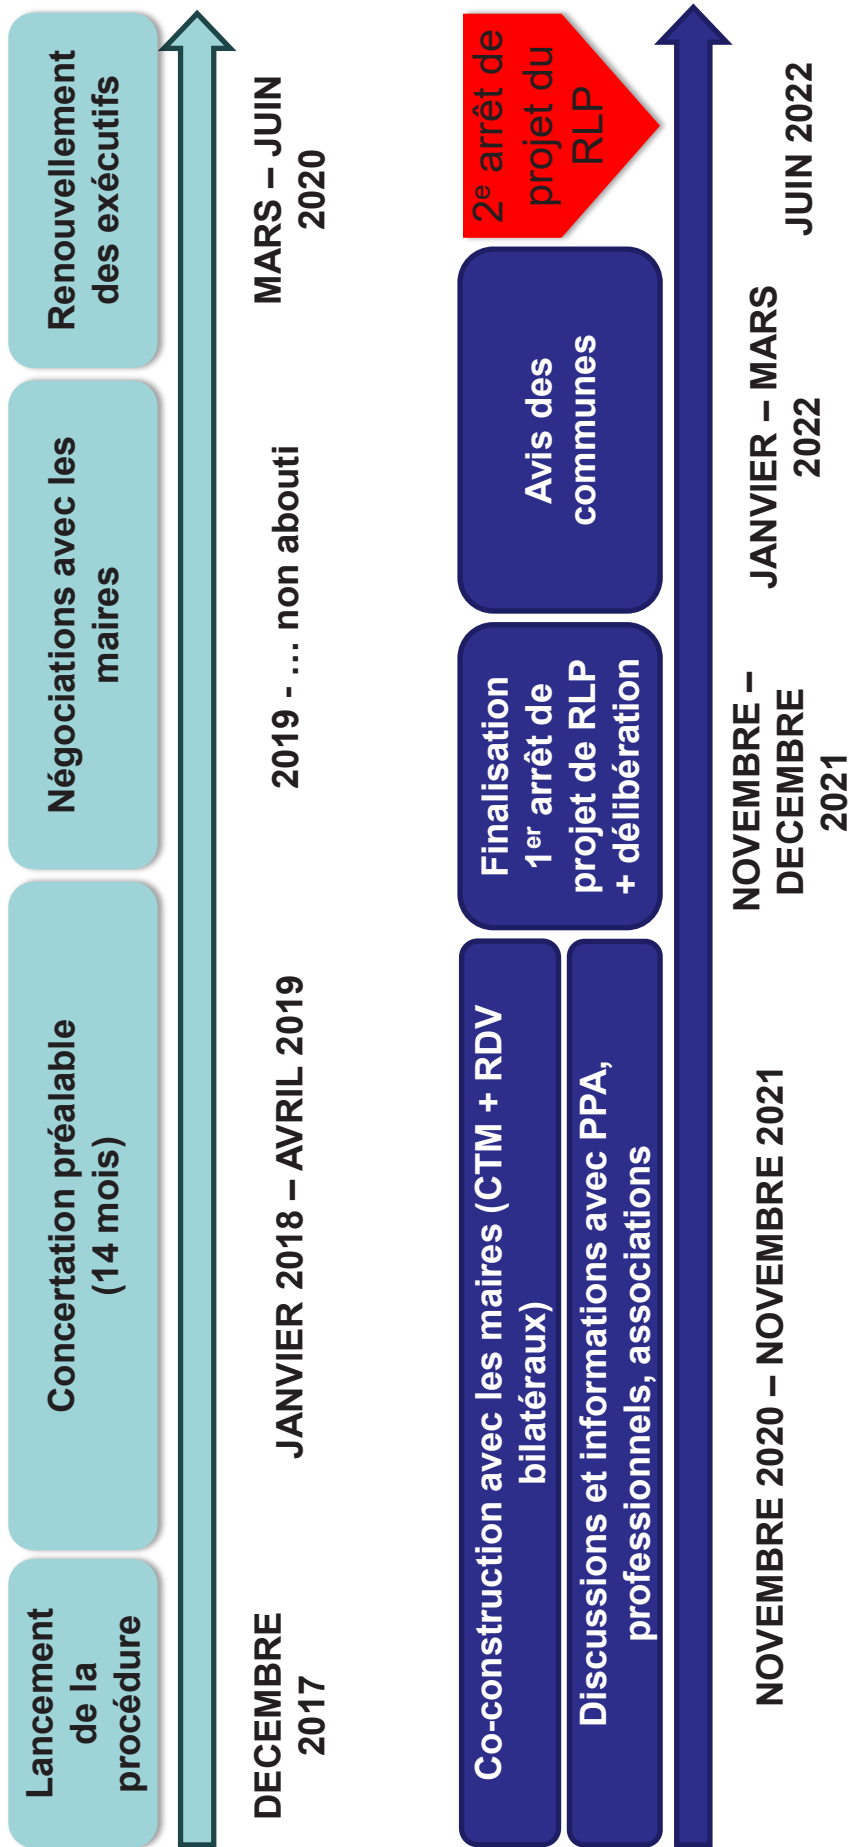 Lancement
de la
procédure
Concertation préalable
(14 mois)
Négociations avec les
maires
Renouvellement
des exécutifs
DECEMBRE
2017
JANVIER 2018 – AVRIL 2019
2019 - … non abouti
MARS – JUIN
2020
Co-construction avec les maires (CTM + RDV
bilatéraux)
Discussions et informations avec PPA,
professionnels, associations
Finalisation
1er arrêt de
projet de RLP
+ délibération
Avis des
communes
2e arrêt de
projet du
RLP
NOVEMBRE 2020 – NOVEMBRE 2021
NOVEMBRE –
DECEMBRE
2021
JANVIER – MARS
2022
JUIN 2022